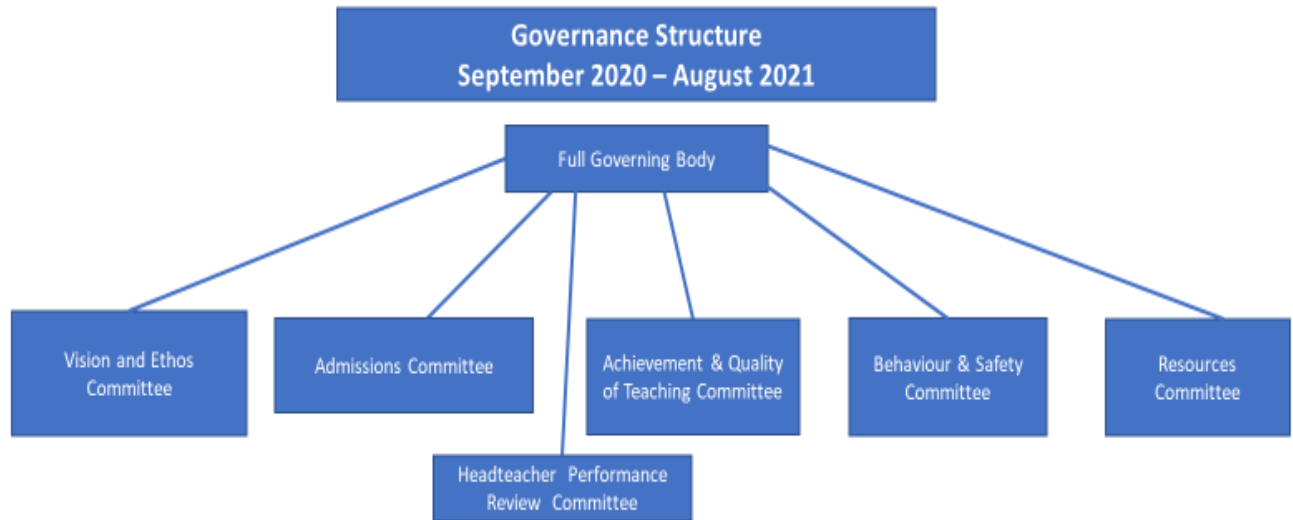 Governance Structure
September 2020 – August 2021
Full Governing Body
Vision and Ethos
Committee
Admissions Committee
Achievement & Quality
of Teaching Committee
Behaviour & Safety
Committee
Resources
Committee
Headteacher Performance
Review Committee